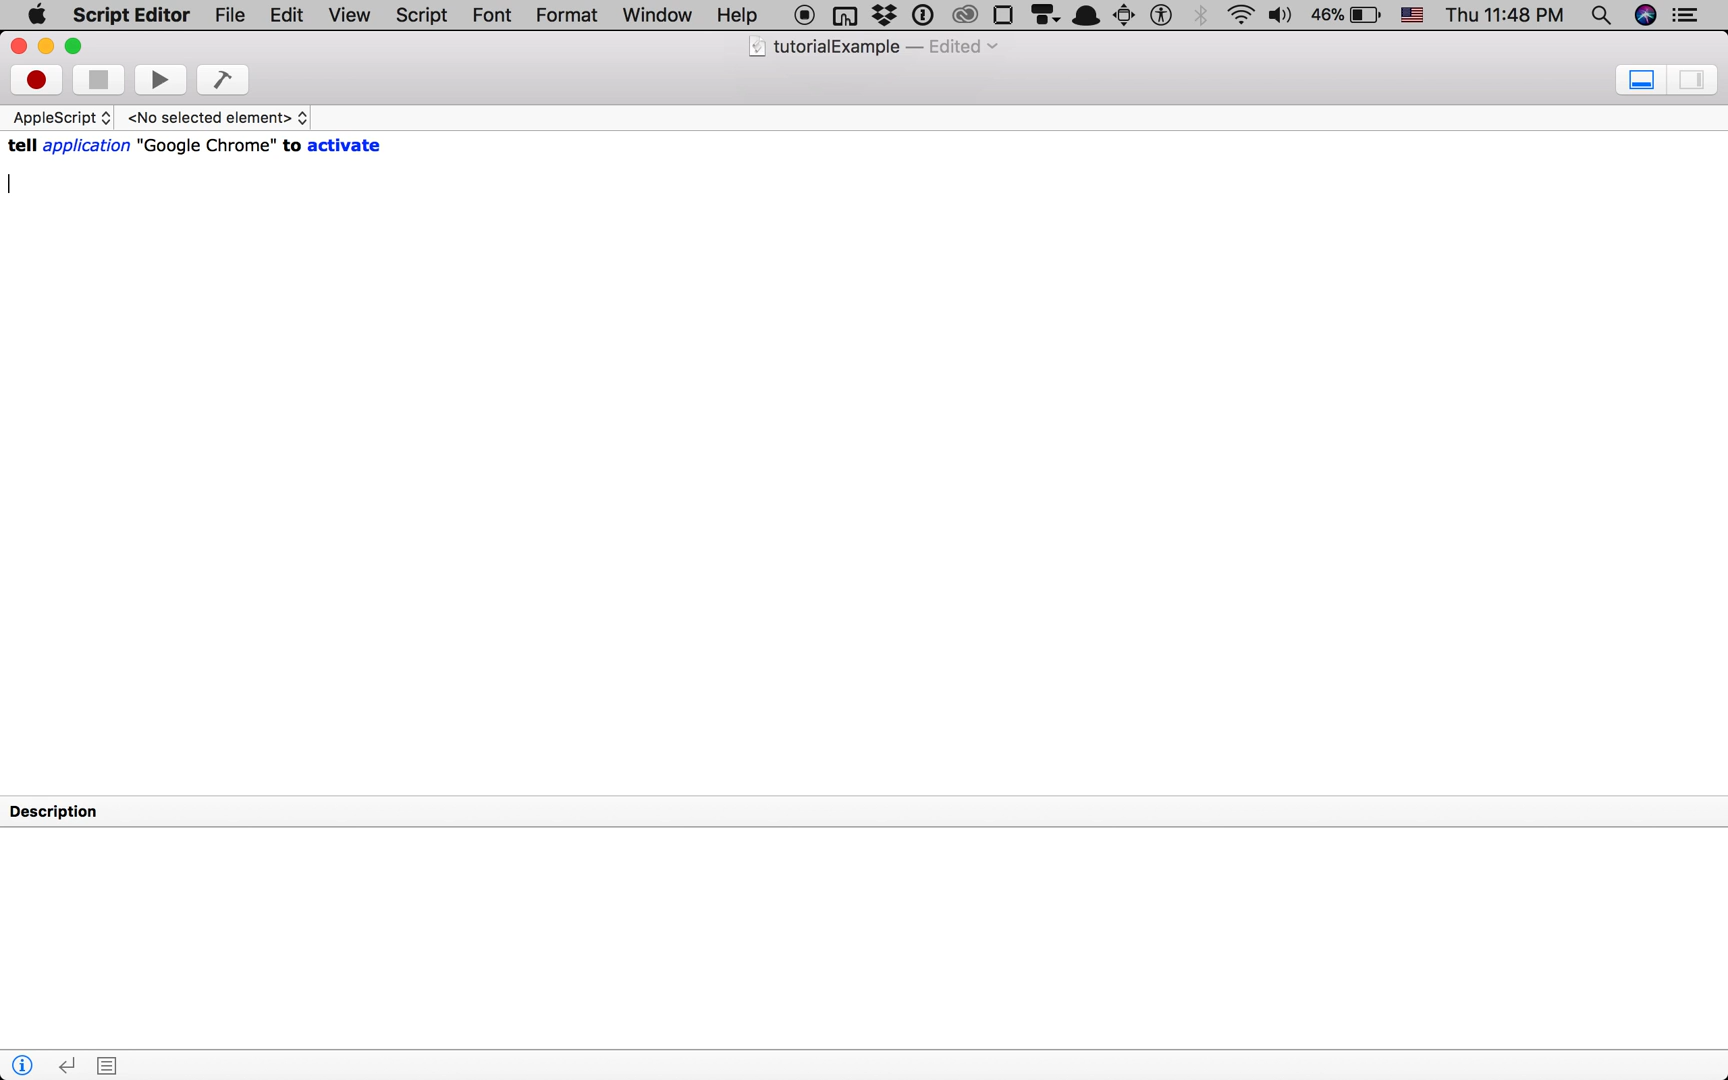 Script Editor File Edit View Script Font Format Window Help 46% Thu 11:48 PM
tutorialExample — Edited
AppleScript <No selected element>
tell application "Google Chrome" to activate
Description